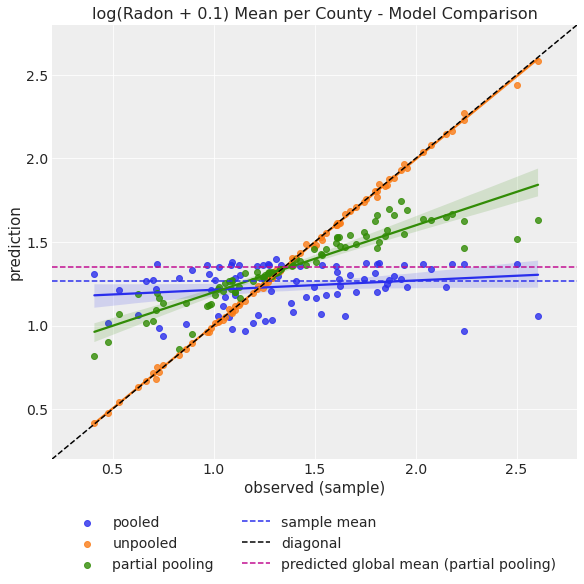 log(Radon + 0.1) Mean per County - Model Comparison
2.5
2.0
1.5
1.0
0.5
prediction
0.5 1.0 1.5 2.0 2.5
observed (sample)
pooled
unpooled
partial pooling
sample mean
diagonal
predicted global mean (partial pooling)